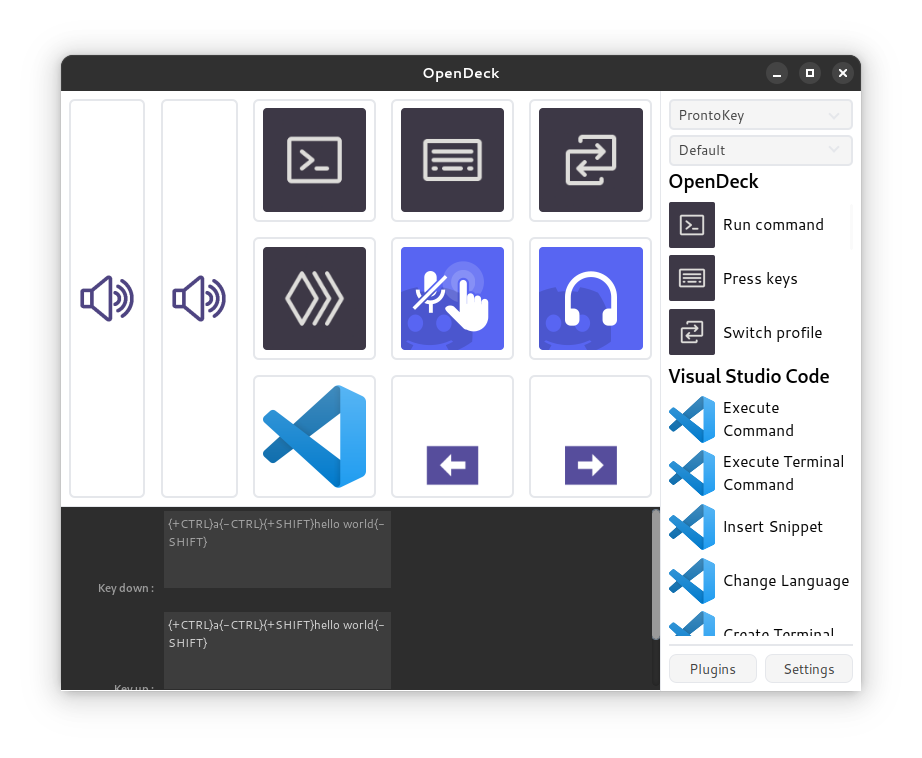 OpenDeck
ProntoKey
Default
OpenDeck
Run command
Press keys
Switch profile
Visual Studio Code
Execute
Command
Execute Terminal
Command
Insert Snippet
Change Language
Create Terminal
Plugins
Settings
{+CTRL}a{-CTRL}{+SHIFT}hello world{-
SHIFT}
Key down :
{+CTRL}a{-CTRL}{+SHIFT}hello world{-
SHIFT}
Key up :